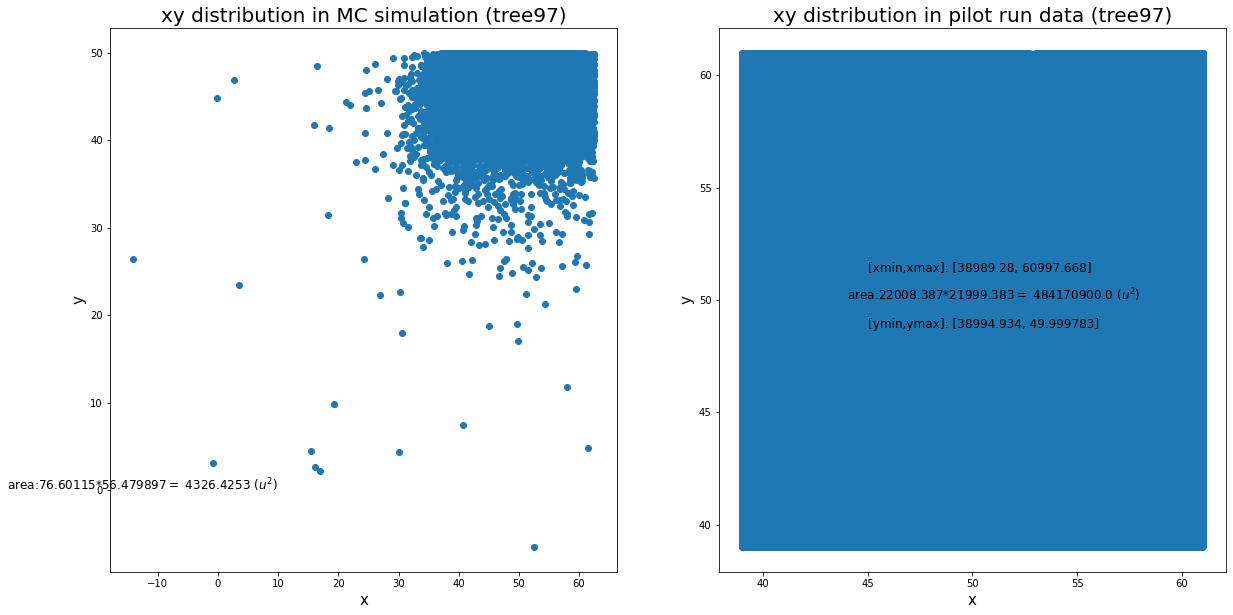 xy distribution in MC simulation (tree97)
50
40
30
20
10
0
y
area:76.60115*56.479897 = 4326.4253 (u²)
−10
0
10
20
30
40
50
60
x
xy distribution in pilot run data (tree97)
60
55
50
45
40
y
[xmin,xmax]: [38989.28, 60997.668]
area:22008.387*21999.383 = 484170900.0 (u²)
[ymin,ymax]: [38994.934, 49.999783]
40
45
50
55
60
x